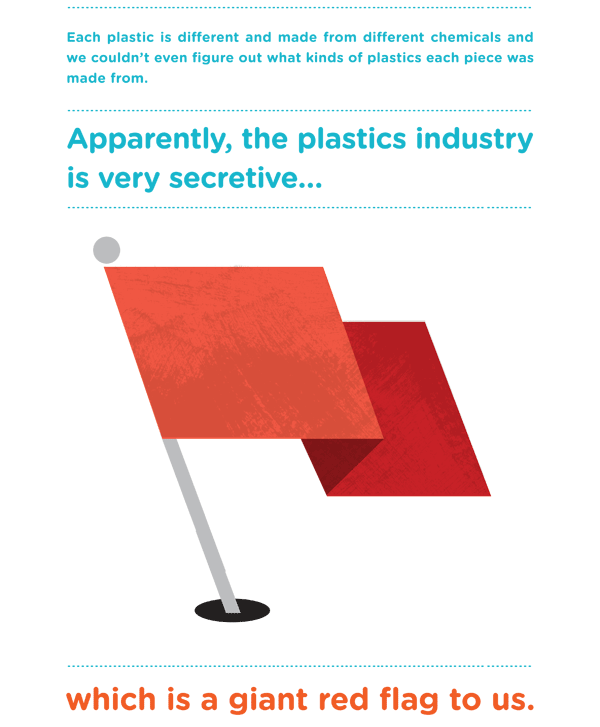 Each plastic is different and made from different chemicals and
we couldn't even figure out what kinds of plastics each piece was
made from.
Apparently, the plastics industry
is very secretive...
which is a giant red flag to us.